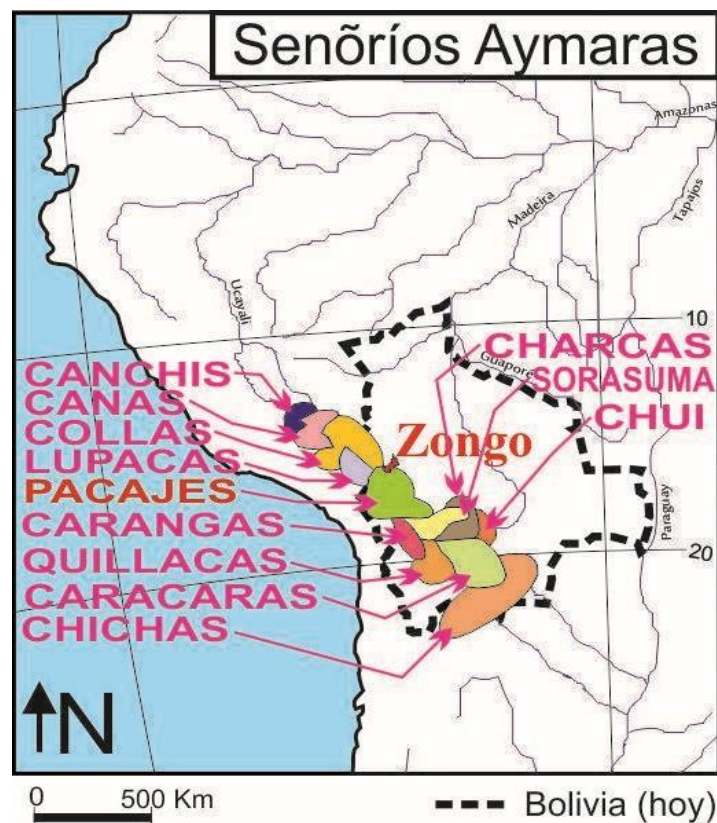 Senõríos Aymaras
Amazonas
Madeira
Tapajos
Ucayali
10
CHARCAS
Guaporé
SORASUMA
CANCHIS
CANAS
CHUI
COLLAS
Zongo
LUPACAS
PACAJES
Paraguay
CARANGAS
20
QUILLACAS
CARACARAS
CHICHAS
N
0 500 Km
Bolivia (hoy)